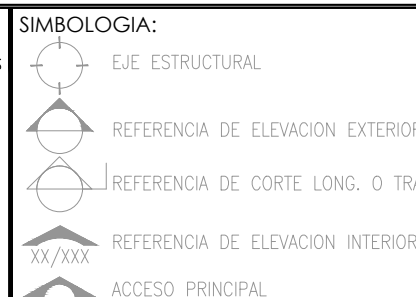 SIMBOLOGIA:
EJE ESTRUCTURAL
REFERENCIA DE ELEVACION EXTERIOR
REFERENCIA DE CORTE LONG. O TRA
XX/XXX REFERENCIA DE ELEVACION INTERIOR
ACCESO PRINCIPAL